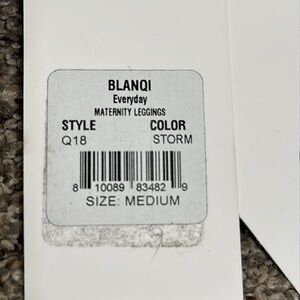 BLANQI
Everyday
MATERNITY LEGGINGS
STYLE COLOR
Q18 STORM
8 10089 83482 9
SIZE: MEDIUM